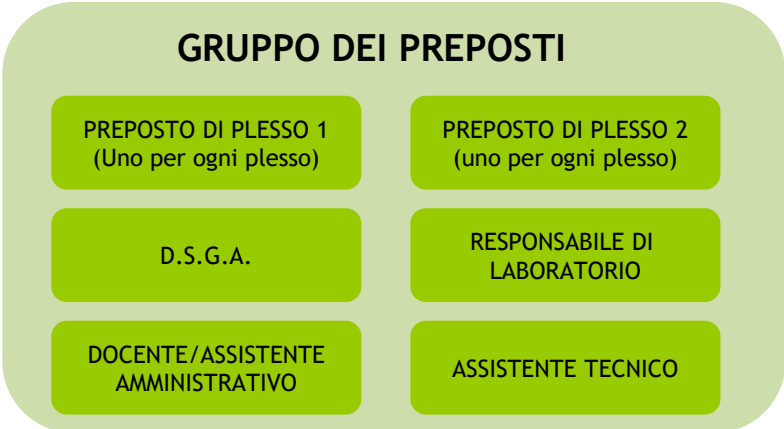 GRUPPO DEI PREPOSTI
PREPOSTO DI PLESSO 1
(Uno per ogni plesso)
PREPOSTO DI PLESSO 2
(uno per ogni plesso)
D.S.G.A.
RESPONSABILE DI
LABORATORIO
DOCENTE/ASSISTENTE
AMMINISTRATIVO
ASSISTENTE TECNICO